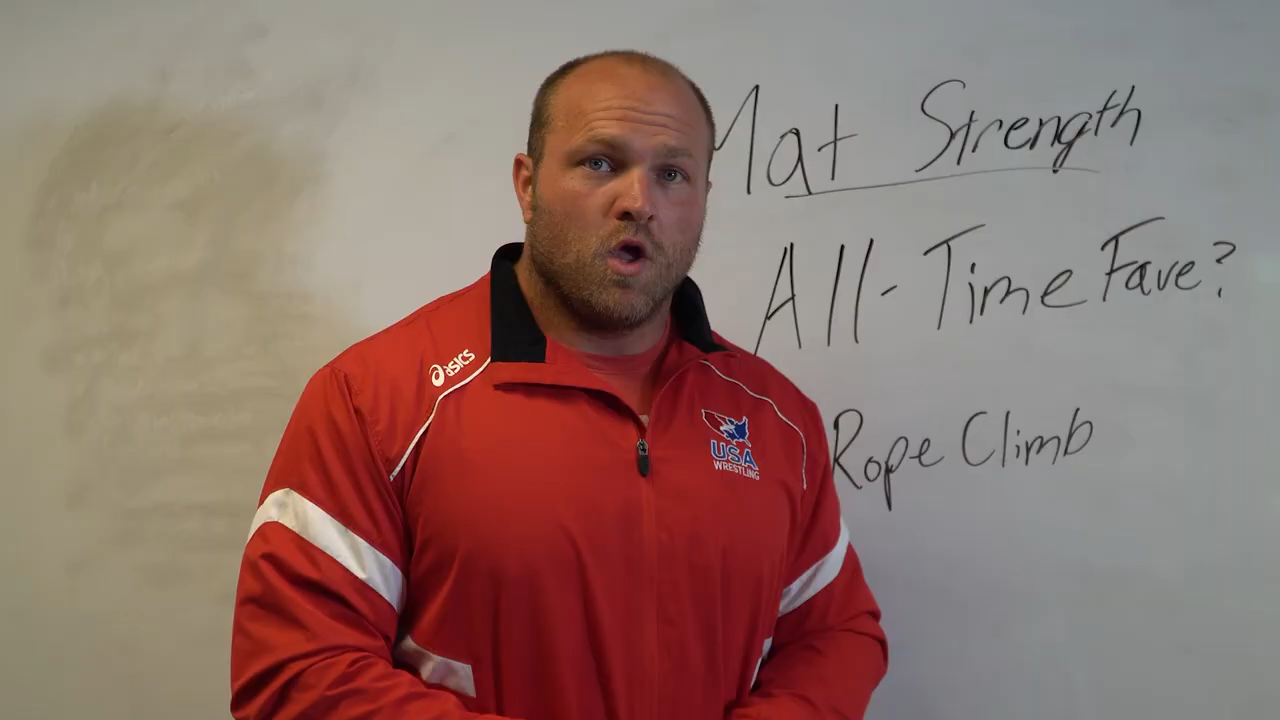 Mat Strength
All-Time Fave?
Rope Climb
asics
USA
WRESTLING